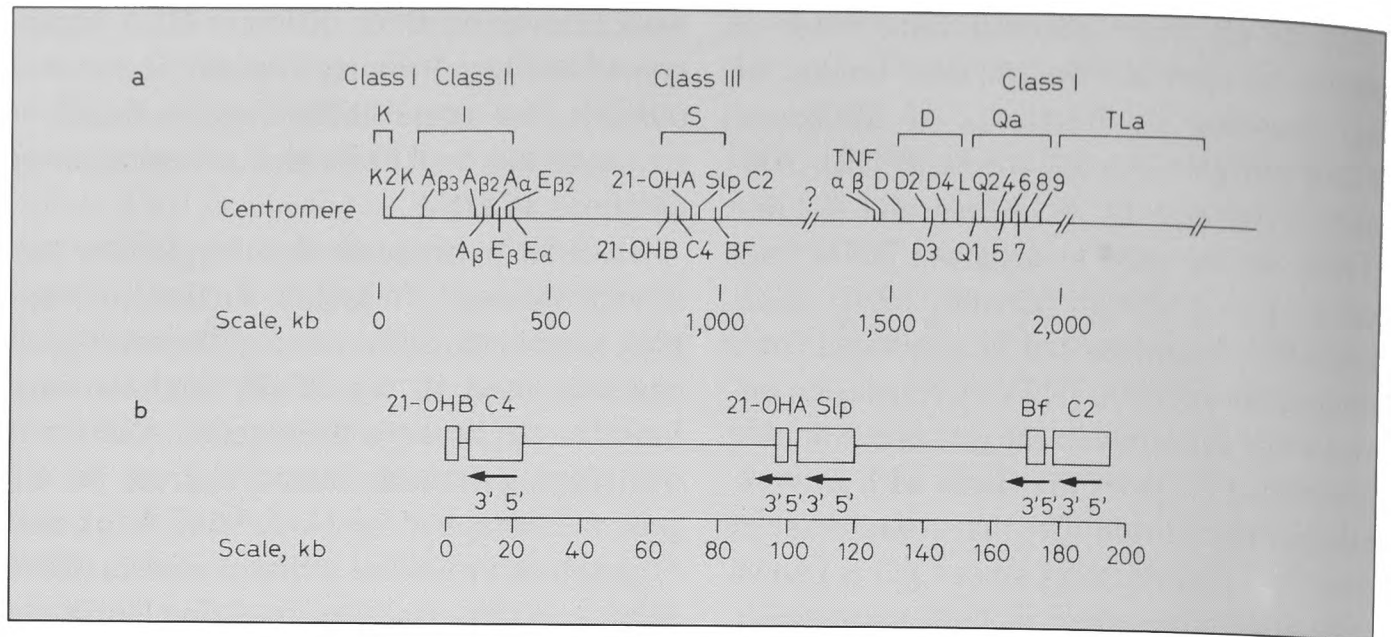 a
Class I Class II Class III Class I
K S D Qa TLa
TNF
K2 K Aβ3 Aβ2 Aα Eβ2 21-OHA Slp C2 ? α β D D2 D4 L Q2 4 6 8 9
Centromere
Aβ Eβ Eα 21-OHB C4 BF D3 Q1 5 7
Scale, kb 0 500 1,000 1,500 2,000
b
21-OHB C4 21-OHA Slp Bf C2
3' 5' 3' 5' 3' 5' 3' 5' 3' 5'
Scale, kb 0 20 40 60 80 100 120 140 160 180 200